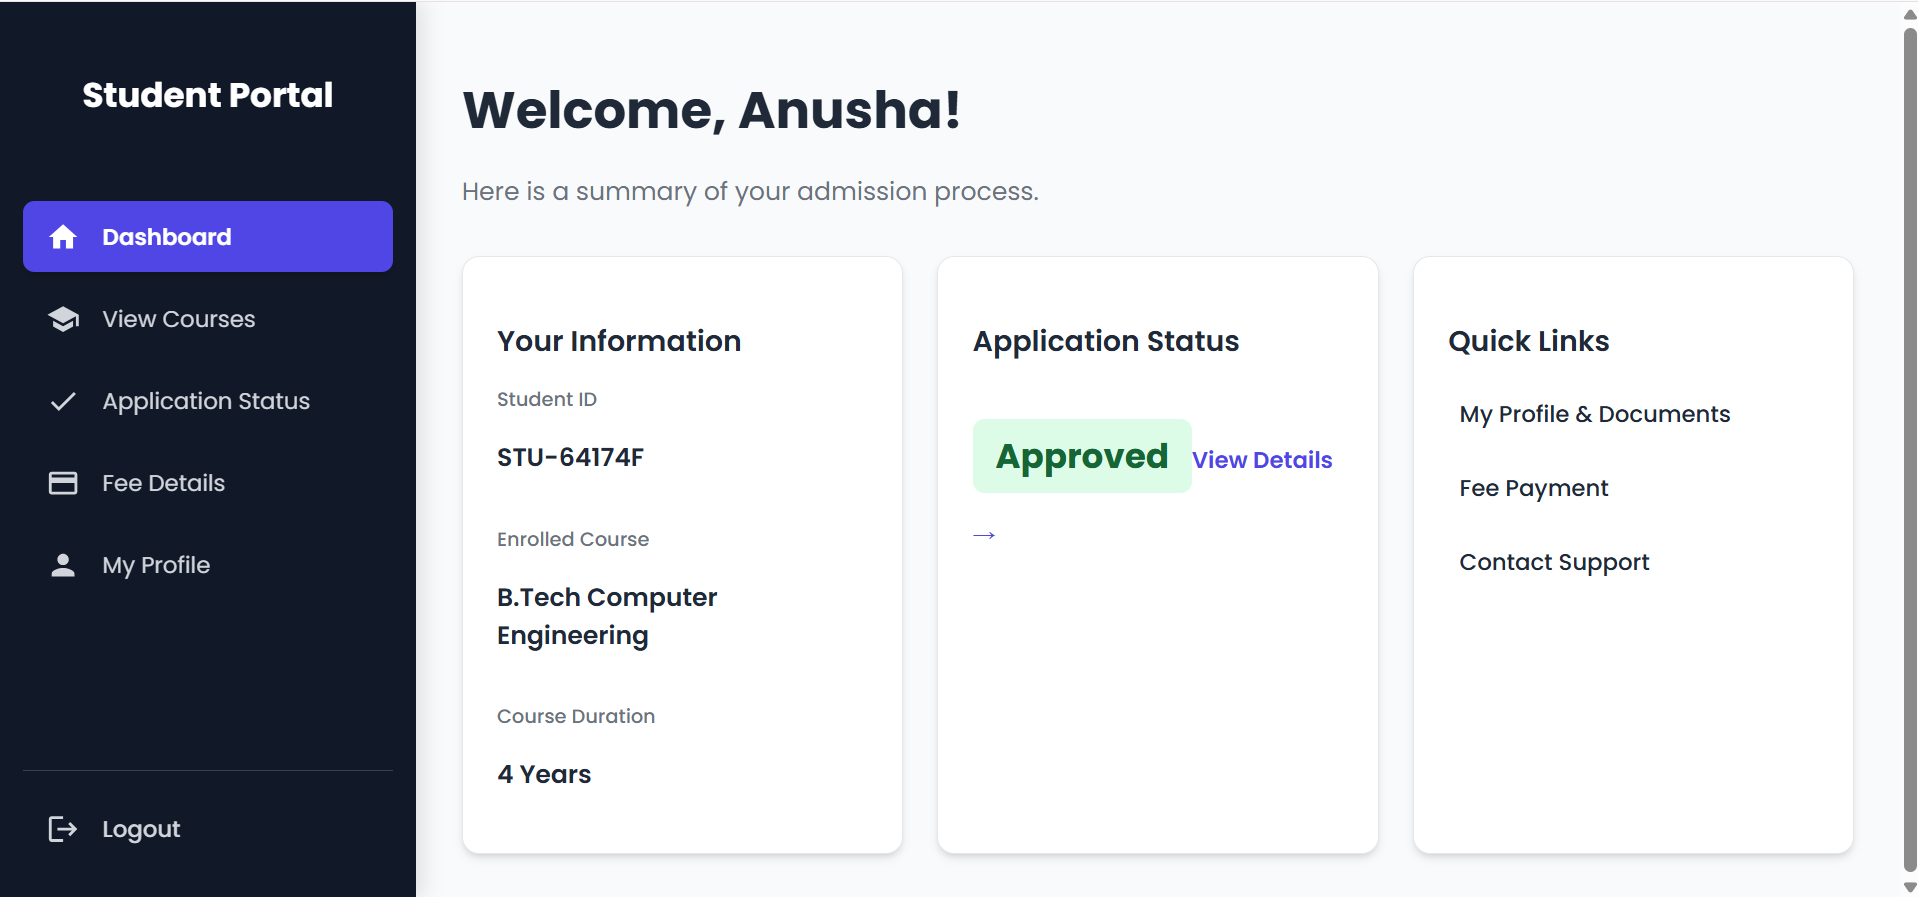 Student Portal
Dashboard
View Courses
Application Status
Fee Details
My Profile
Logout
Welcome, Anusha!
Here is a summary of your admission process.
Your Information
Student ID
STU-64174F
Enrolled Course
B.Tech Computer
Engineering
Course Duration
4 Years
Application Status
Approved View Details
→
Quick Links
My Profile & Documents
Fee Payment
Contact Support